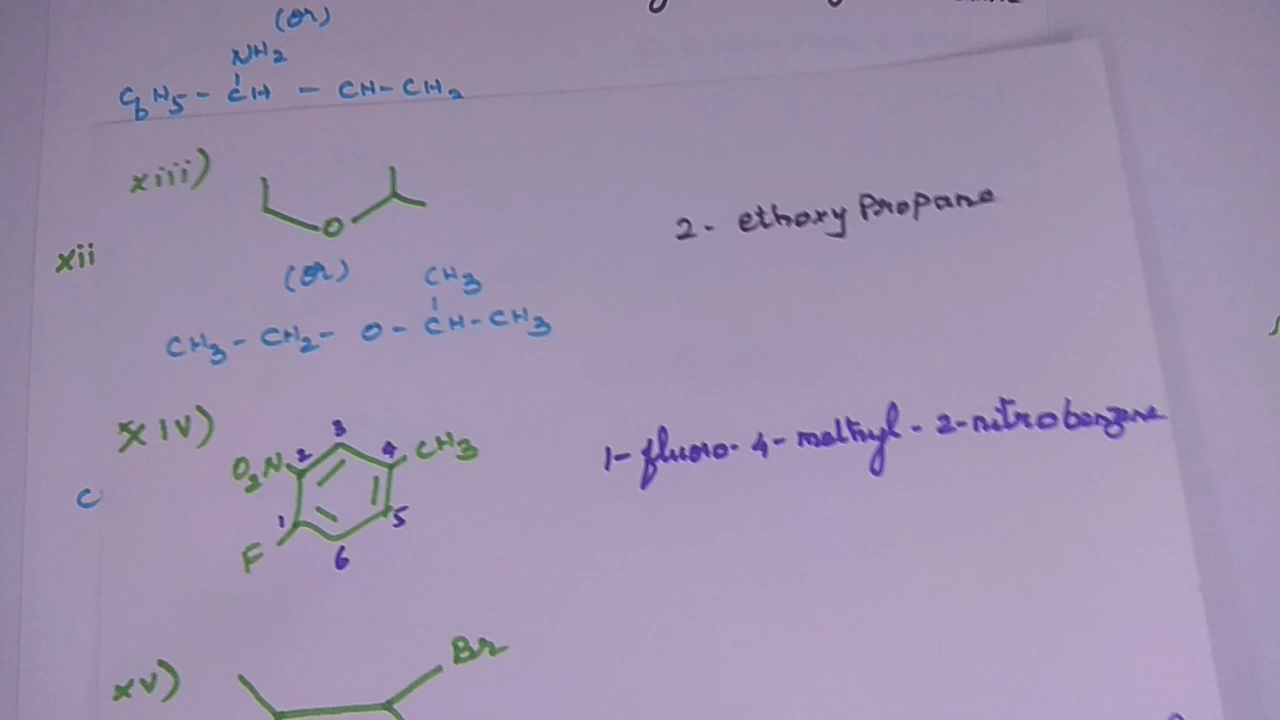 (or)
NH2
C6H5 - CH - CH - CH2
xiii)
O
2 - ethoxy propane
xii
(or)
CH3
CH3 - CH2 - O - CH - CH3
xiv)
3
O2N 2 4 CH3
1 - fluoro - 4 - methyl - 2 - nitrobenzene
C
1 5
F 6
xv)
Br